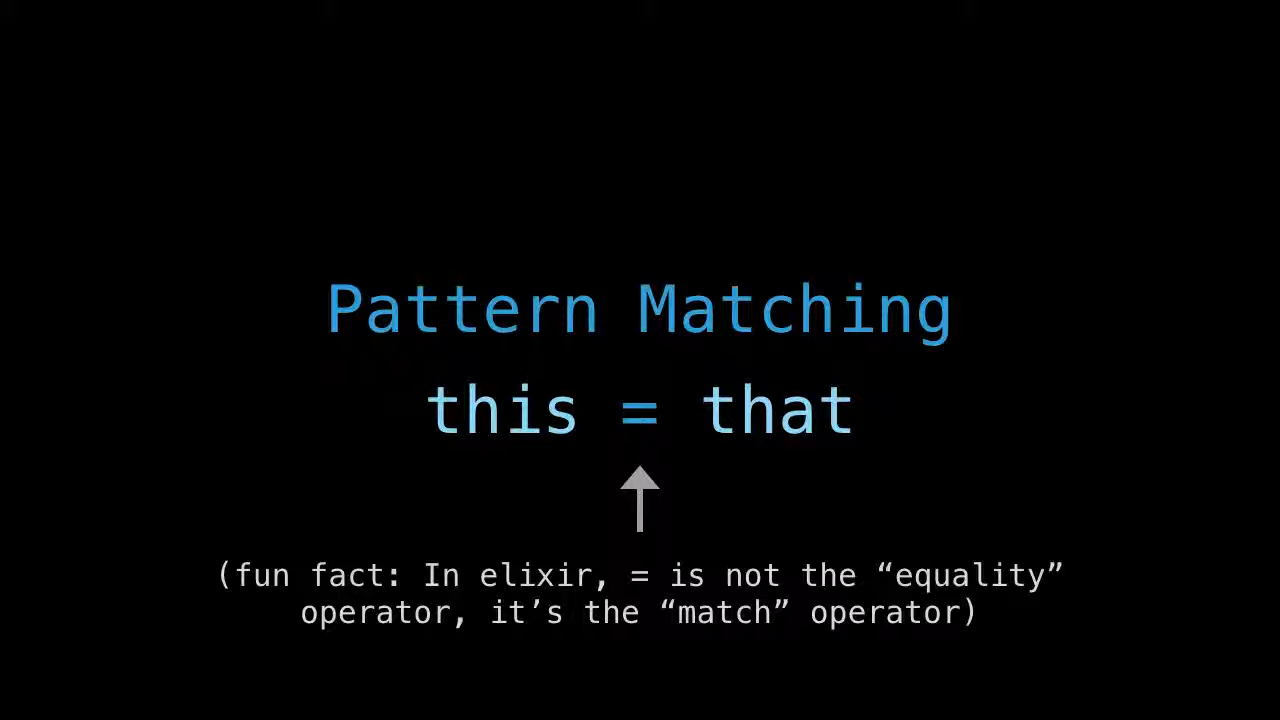 Pattern Matching
this = that
(fun fact: In elixir, = is not the “equality”
operator, it’s the “match” operator)